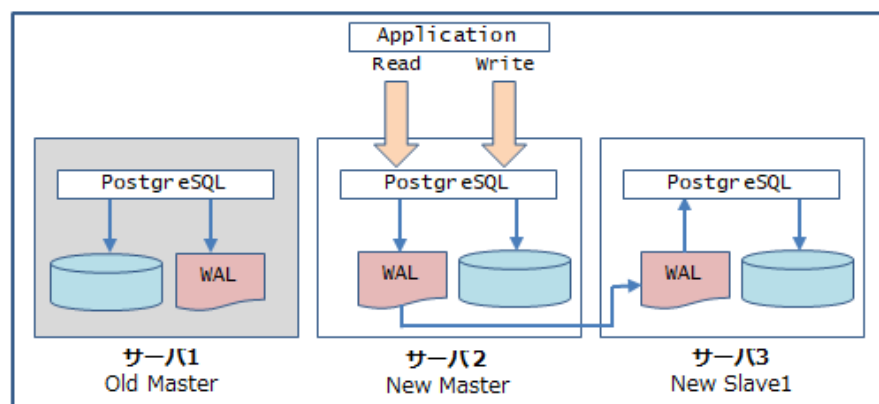 Application
Read Write
PostgreSQL PostgreSQL PostgreSQL
WAL WAL WAL
サーバ1 サーバ2 サーバ3
Old Master New Master New Slave1